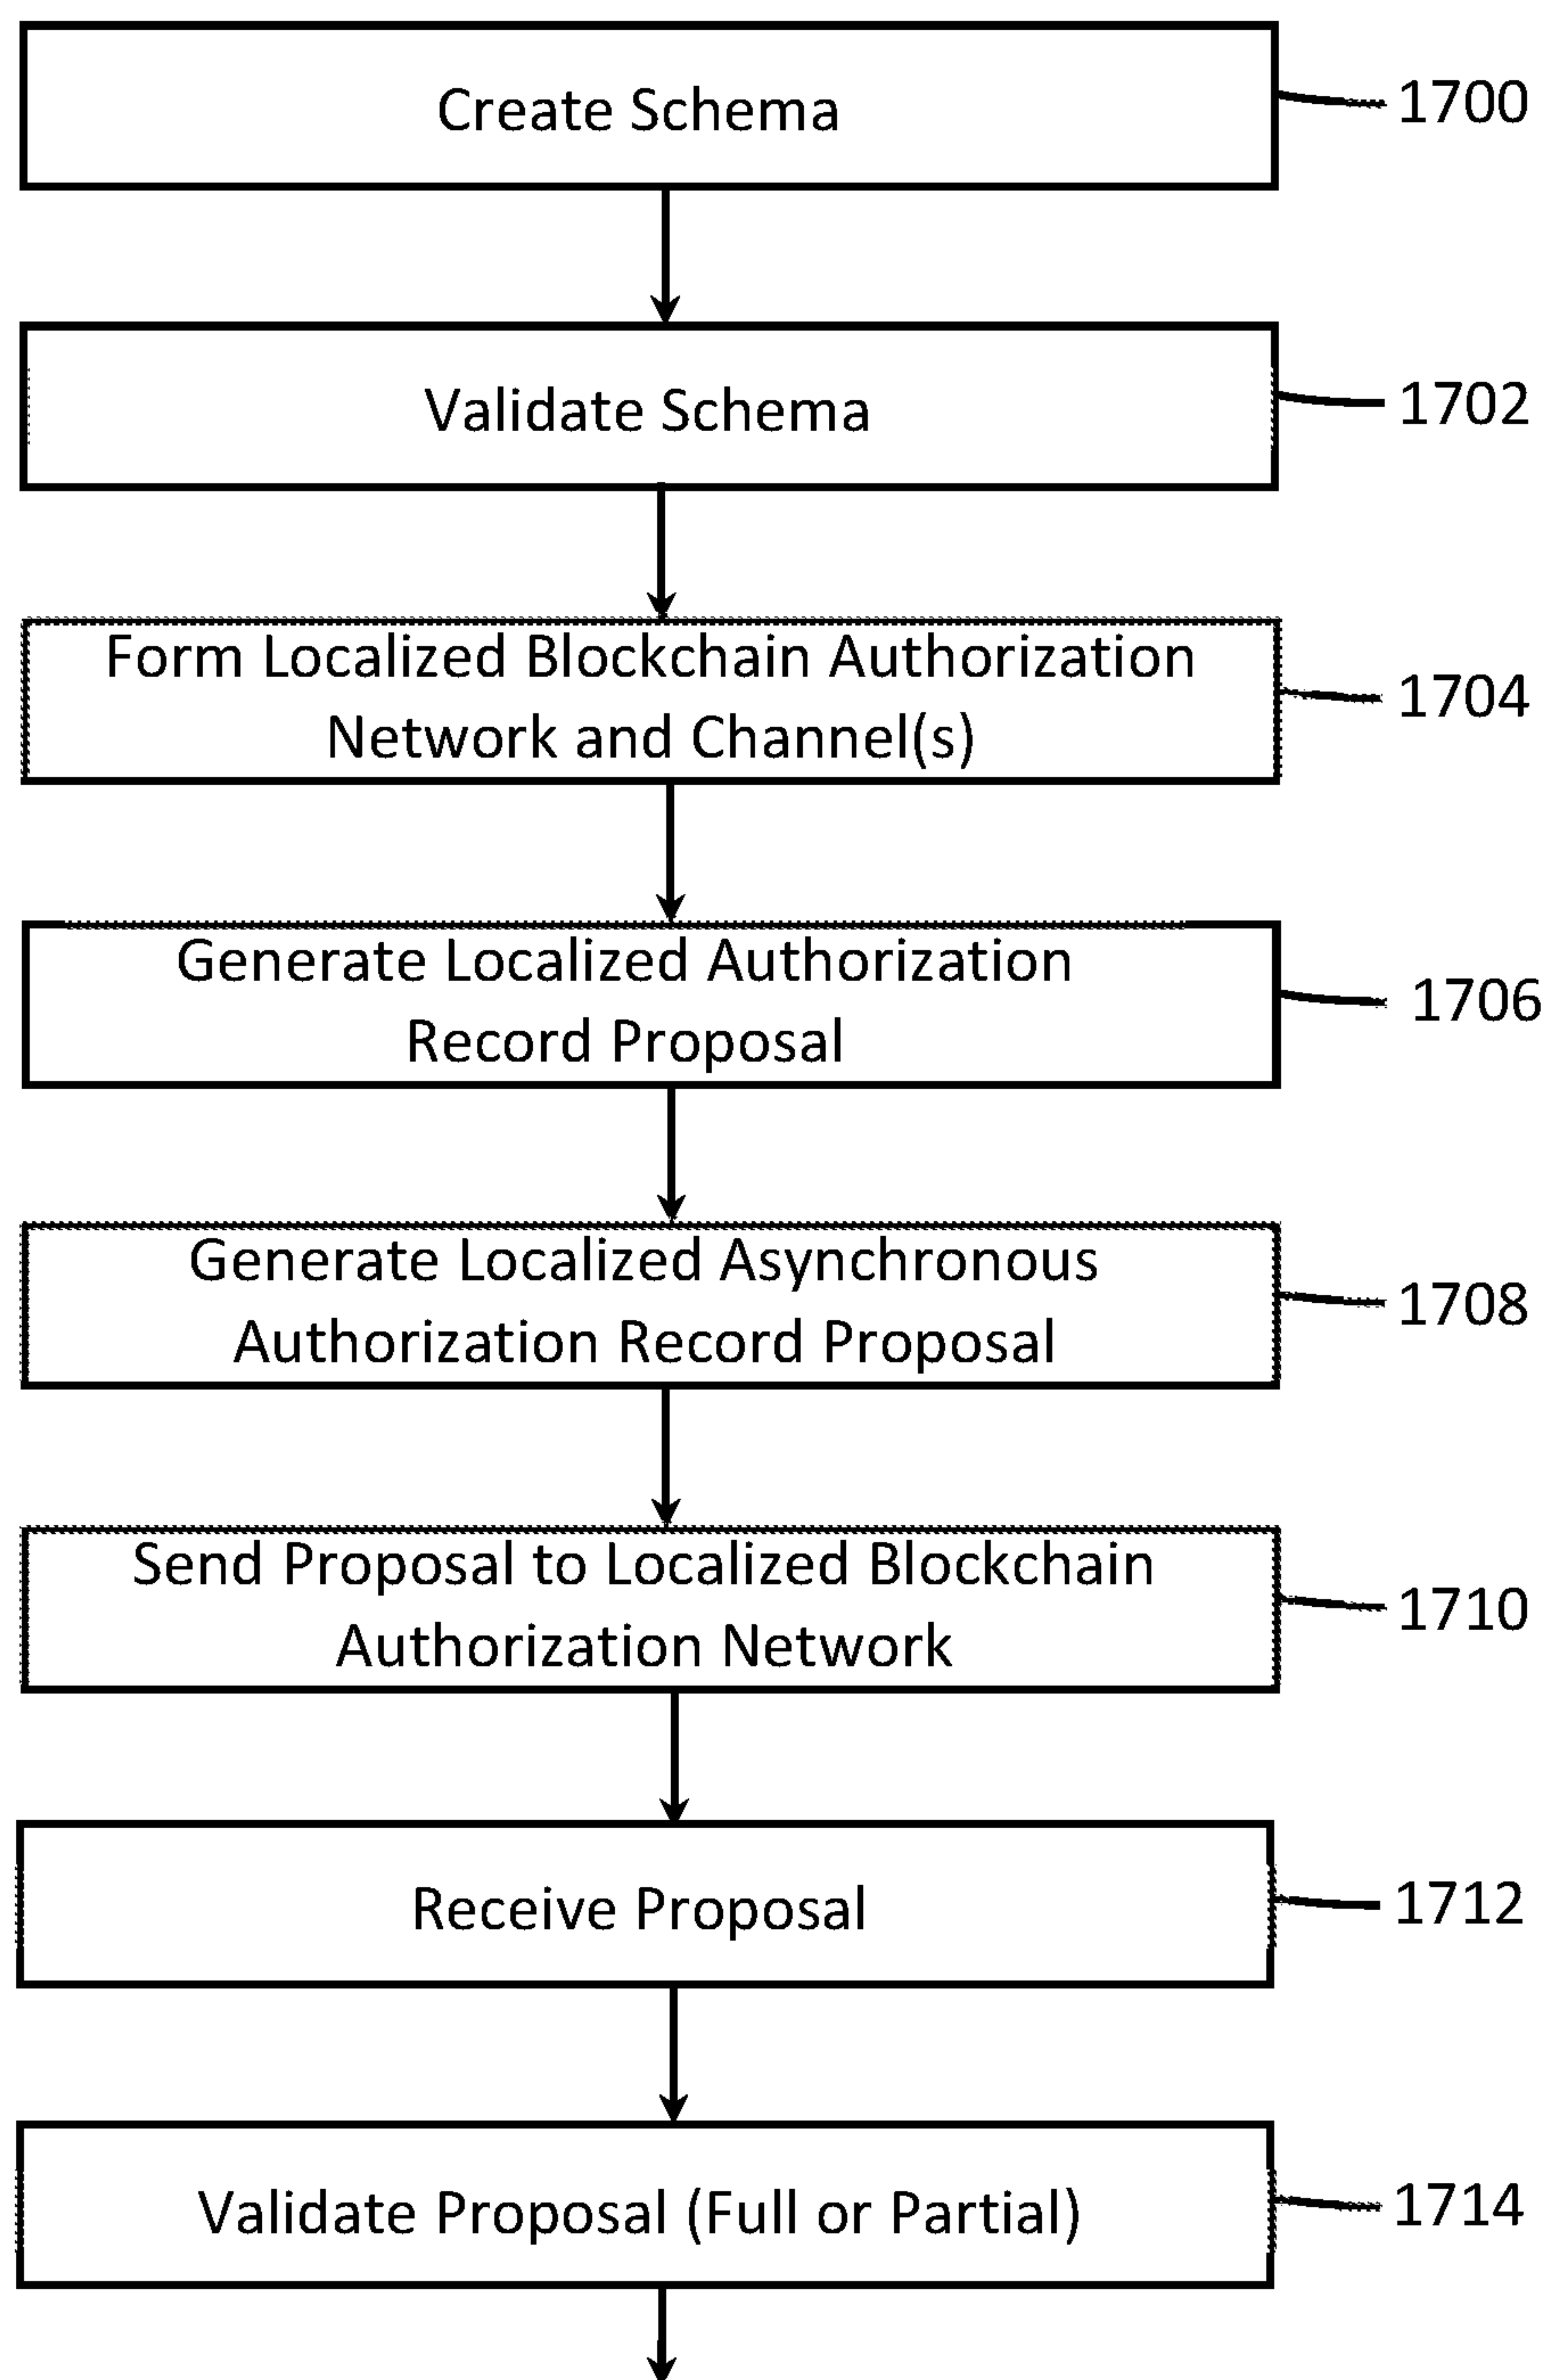 Create Schema
1700
Validate Schema
1702
Form Localized Blockchain Authorization
Network and Channel(s)
1704
Generate Localized Authorization
Record Proposal
1706
Generate Localized Asynchronous
Authorization Record Proposal
1708
Send Proposal to Localized Blockchain
Authorization Network
1710
Receive Proposal
1712
Validate Proposal (Full or Partial)
1714